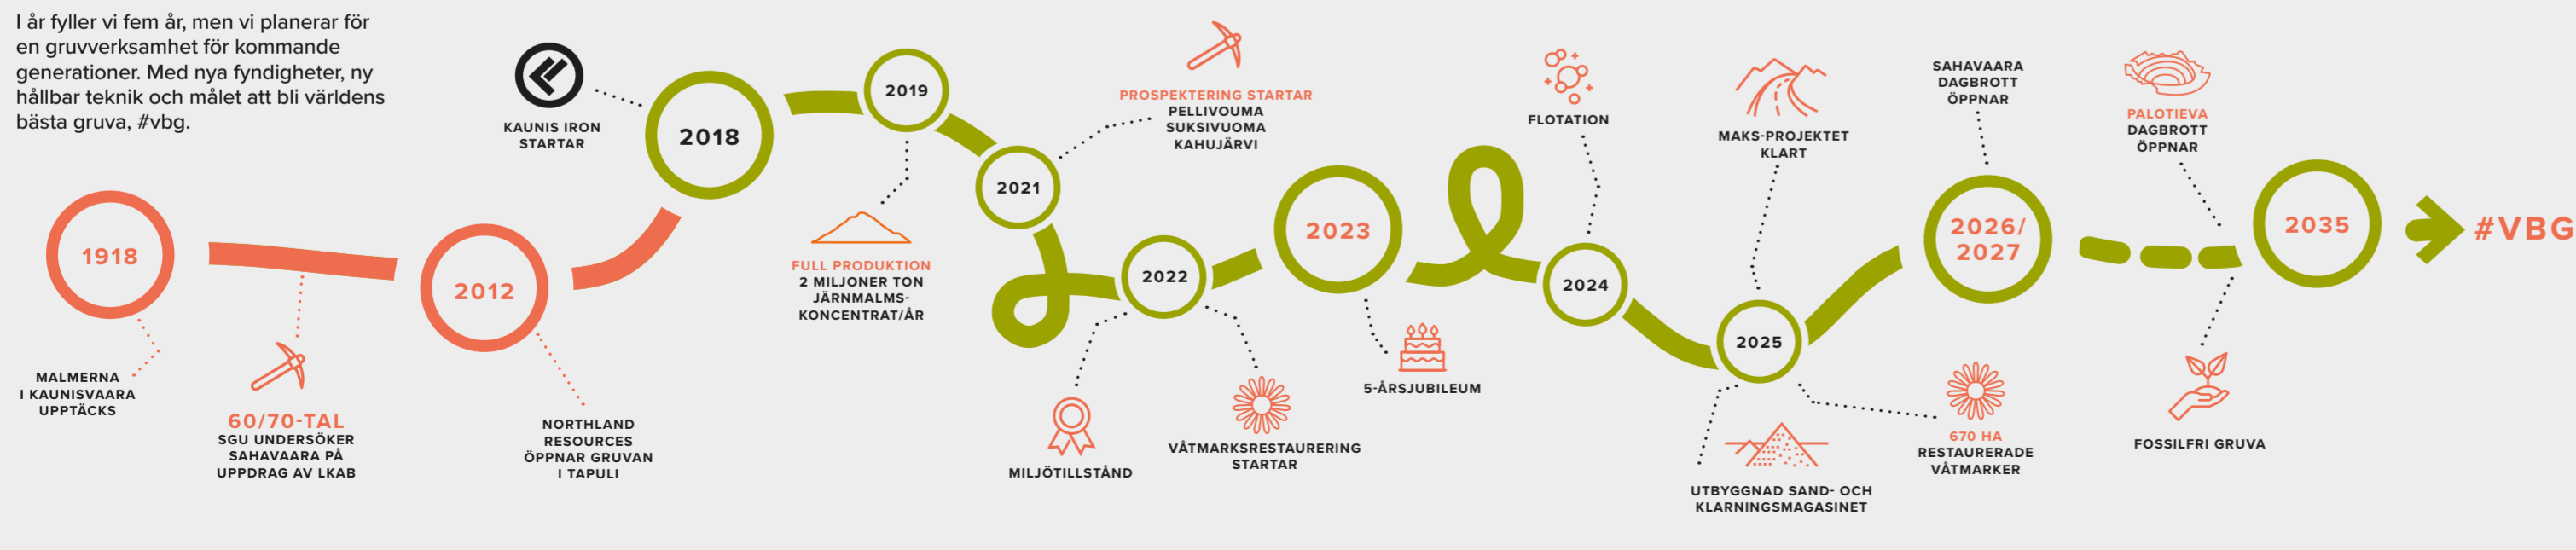 I år fyller vi fem år, men vi planerar för
en gruvverksamhet för kommande
generationer. Med nya fyndigheter, ny
hållbar teknik och målet att bli världens
bästa gruva, #vbg.
1918
MALMERNA
I KAUNISVAARA
UPPTÄCKS
60/70-TAL
SGU UNDERSÖKER
SAHAVAARA PÅ
UPPDRAG AV LKAB
2012
NORTHLAND
RESOURCES
ÖPPNAR GRUVAN
I TAPULI
KAUNIS IRON
STARTAR
2018
2019
FULL PRODUKTION
2 MILJONER TON
JÄRNMALMS-
KONCENTRAT/ÅR
2021
PROSPEKTERING STARTAR
PELLIVOUMA
SUKSIVUOMA
KAHUJÄRVI
2022
MILJÖTILLSTÅND
VÅTMARKSRESTAURERING
STARTAR
2023
5-ÅRSJUBILEUM
FLOTATION
2024
MAKS-PROJEKTET
KLART
2025
UTBYGGNAD SAND- OCH
KLARNINGSMAGASINET
670 HA
RESTAURERADE
VÅTMARKER
SAHAVAARA
DAGBROTT
ÖPPNAR
2026/
2027
PALOTIEVA
DAGBROTT
ÖPPNAR
FOSSILFRI GRUVA
2035
#VBG